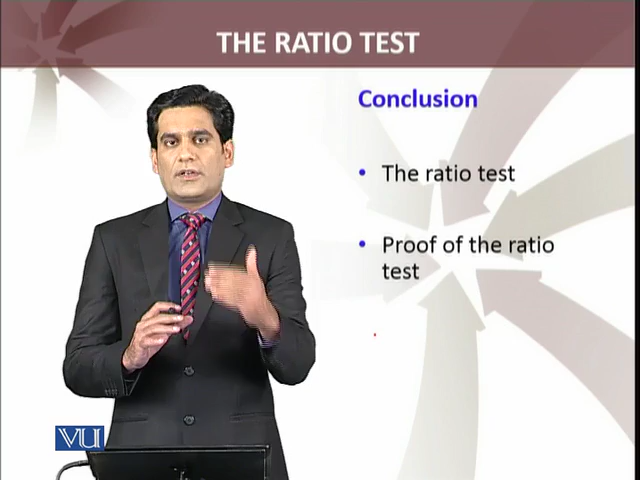 THE RATIO TEST
Conclusion
• The ratio test
• Proof of the ratio
test
VU